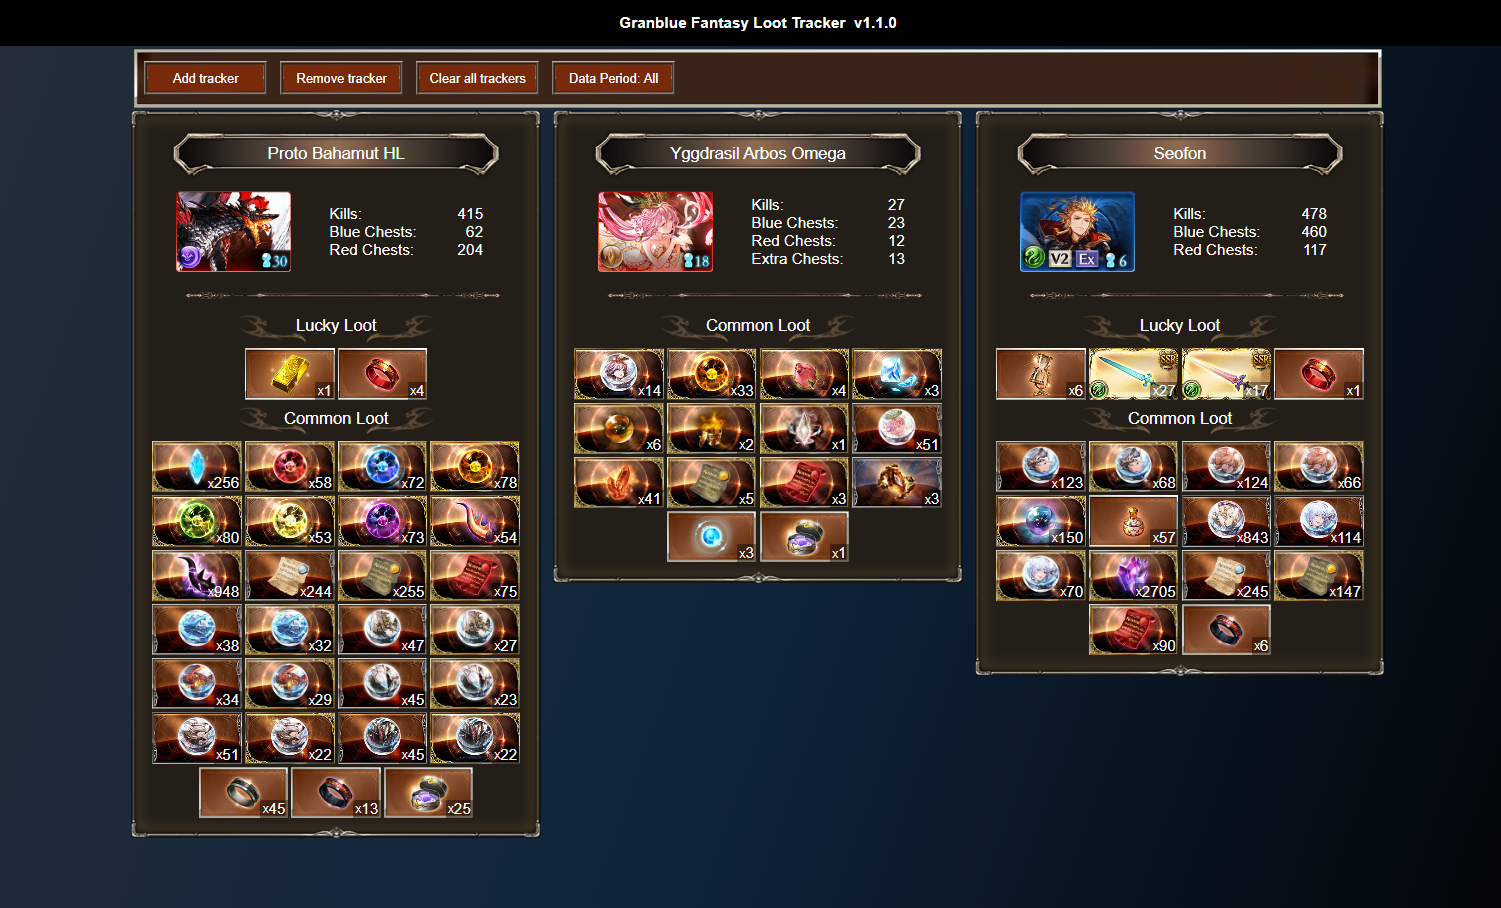 Granblue Fantasy Loot Tracker v1.1.0
Add tracker
Remove tracker
Clear all trackers
Data Period: All
Proto Bahamut HL
30
Kills: 415
Blue Chests: 62
Red Chests: 204
Lucky Loot
x1 x4
Common Loot
x256 x58 x72 x78
x80 x53 x73 x54
x948 x244 x255 x75
x38 x32 x47 x27
x34 x29 x45 x23
x51 x22 x45 x22
x45 x13 x25
Yggdrasil Arbos Omega
18
Kills: 27
Blue Chests: 23
Red Chests: 12
Extra Chests: 13
Common Loot
x14 x33 x4 x3
x6 x2 x1 x51
x41 x5 x3 x3
x3 x1
Seofon
V2 Ex 6
Kills: 478
Blue Chests: 460
Red Chests: 117
Lucky Loot
SSR SSR
x6 x27 x17 x1
Common Loot
x123 x68 x124 x66
x150 x57 x843 x114
x70 x2705 x245 x147
x90 x6